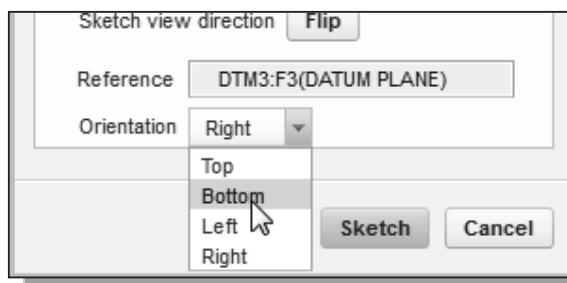 Sketch view direction Flip
Reference DTM3:F3(DATUM PLANE)
Orientation Right
Top
Bottom
Left
Right
Sketch Cancel